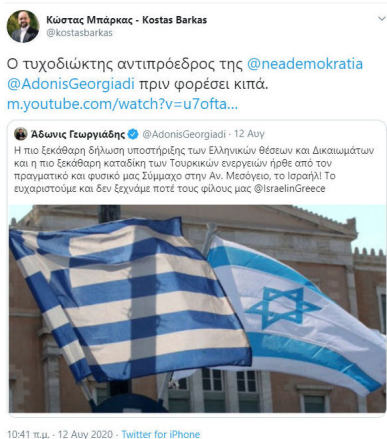 Κώστας Μπάρκας - Kostas Barkas
@kostasbarkas
Ο τυχοδιώκτης αντιπρόεδρος της @neademokratia
@AdonisGeorgiadi πριν φορέσει κιπά.
m.youtube.com/watch?v=u7ofta...
Άδωνις Γεωργιάδης @AdonisGeorgiadi · 12 Αυγ
Η πιο ξεκάθαρη δήλωση υποστήριξης των Ελληνικών θέσεων και Δικαιωμάτων
και η πιο ξεκάθαρη καταδίκη των Τουρκικών ενεργειών ήρθε από τον
πραγματικό και φυσικό μας Σύμμαχο στην Αν. Μεσόγειο, το Ισραήλ! Το
ευχαριστούμε και δεν ξεχνάμε ποτέ τους φίλους μας @IsraelinGreece
10:41 π.μ. · 12 Αυγ 2020 · Twitter for iPhone